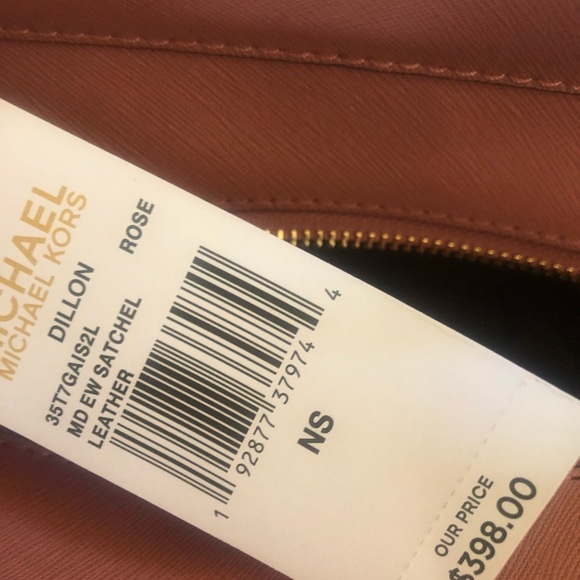 MICHAEL
MICHAEL KORS
DILLON ROSE
35T7GAIS2L
MD EW SATCHEL
LEATHER
1 92877 37974 4
NS
OUR PRICE
$398.00